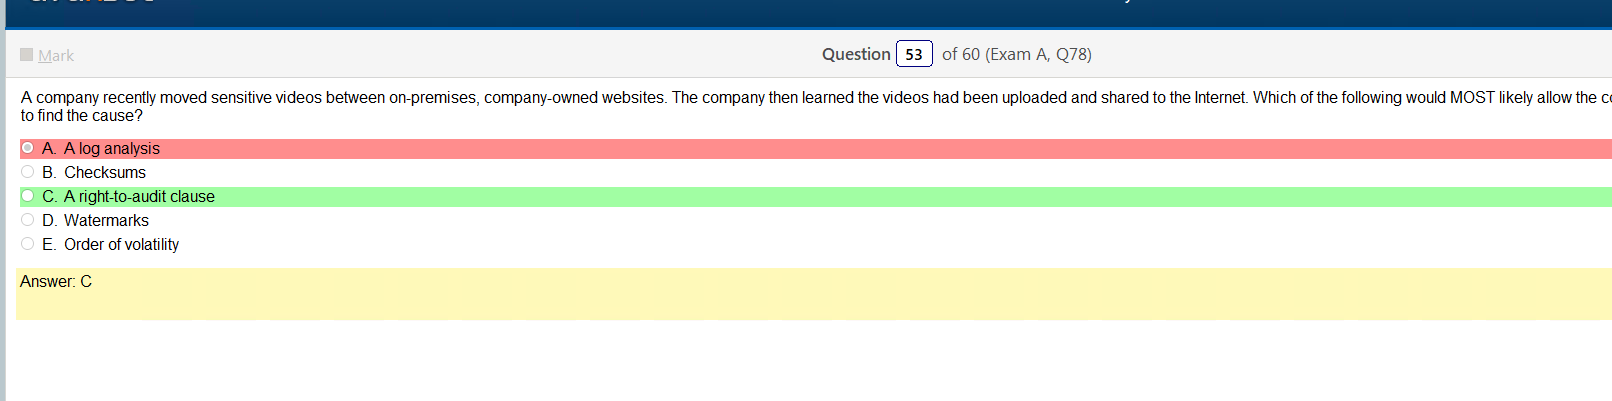 Mark
Question 53 of 60 (Exam A, Q78)
A company recently moved sensitive videos between on-premises, company-owned websites. The company then learned the videos had been uploaded and shared to the Internet. Which of the following would MOST likely allow the
to find the cause?
A. A log analysis
B. Checksums
C. A right-to-audit clause
D. Watermarks
E. Order of volatility
Answer: C